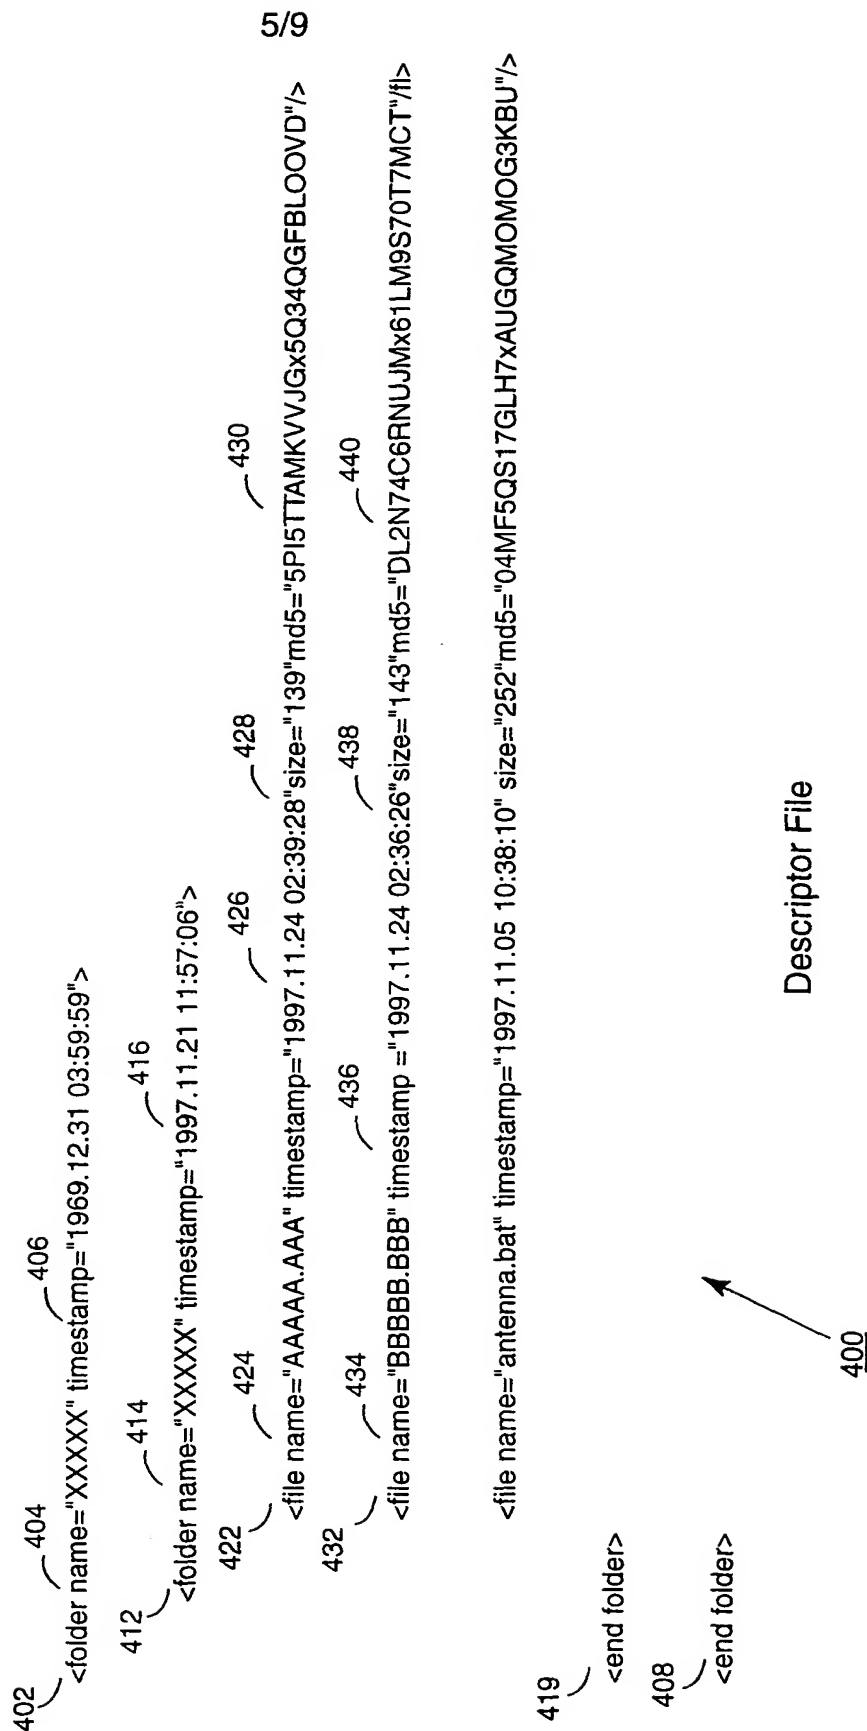 5/9
402 404 406
<folder name="XXXXX" timestamp="1969.12.31 03:59:59">
412 414 416
<folder name="XXXXX" timestamp="1997.11.21 11:57:06">
422 424 426 428 430
<file name="AAAAA.AAA" timestamp="1997.11.24 02:39:28"size="139"md5="5PI5TTAMKVVJGx5Q34QGFBLOOVD"/>
432 434 436 438 440
<file name="BBBBB.BBB" timestamp ="1997.11.24 02:36:26"size="143"md5="DL2N74C6RNUJMx61LM9S70T7MCT"/fl>
<file name="antenna.bat" timestamp="1997.11.05 10:38:10" size="252"md5="04MF5QS17GLH7xAUGQMOMOG3KBU"/>
419
<end folder>
408
<end folder>
400
Descriptor File